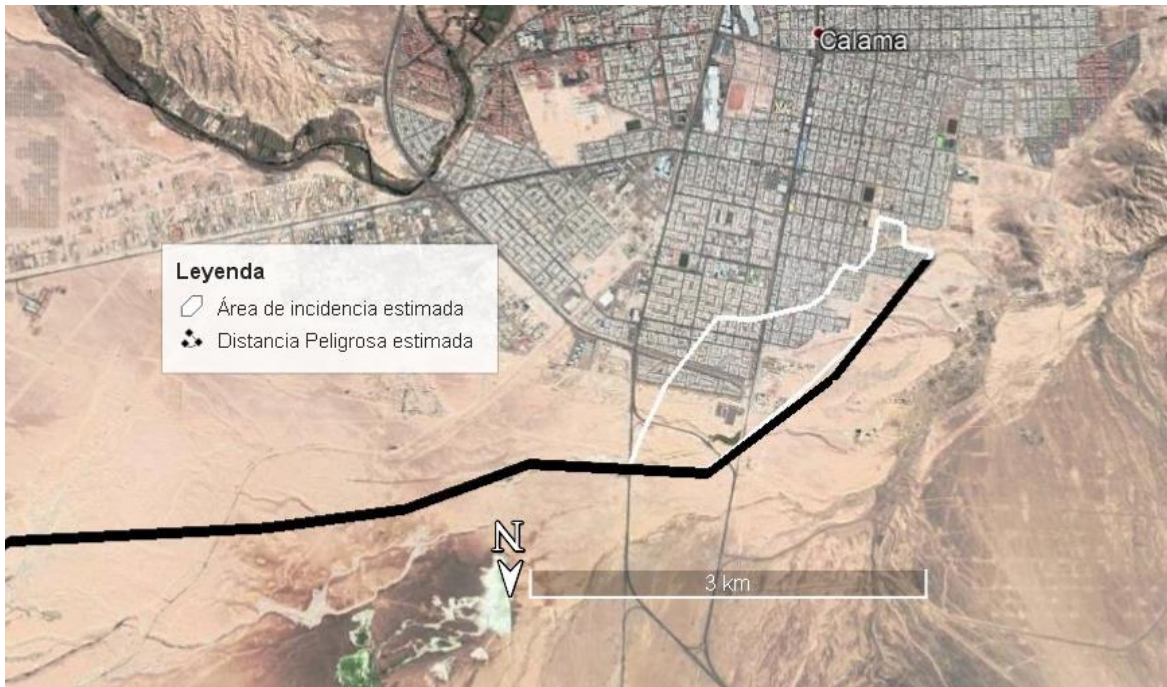 Calama
Leyenda
Área de incidencia estimada
Distancia Peligrosa estimada
N
3 km